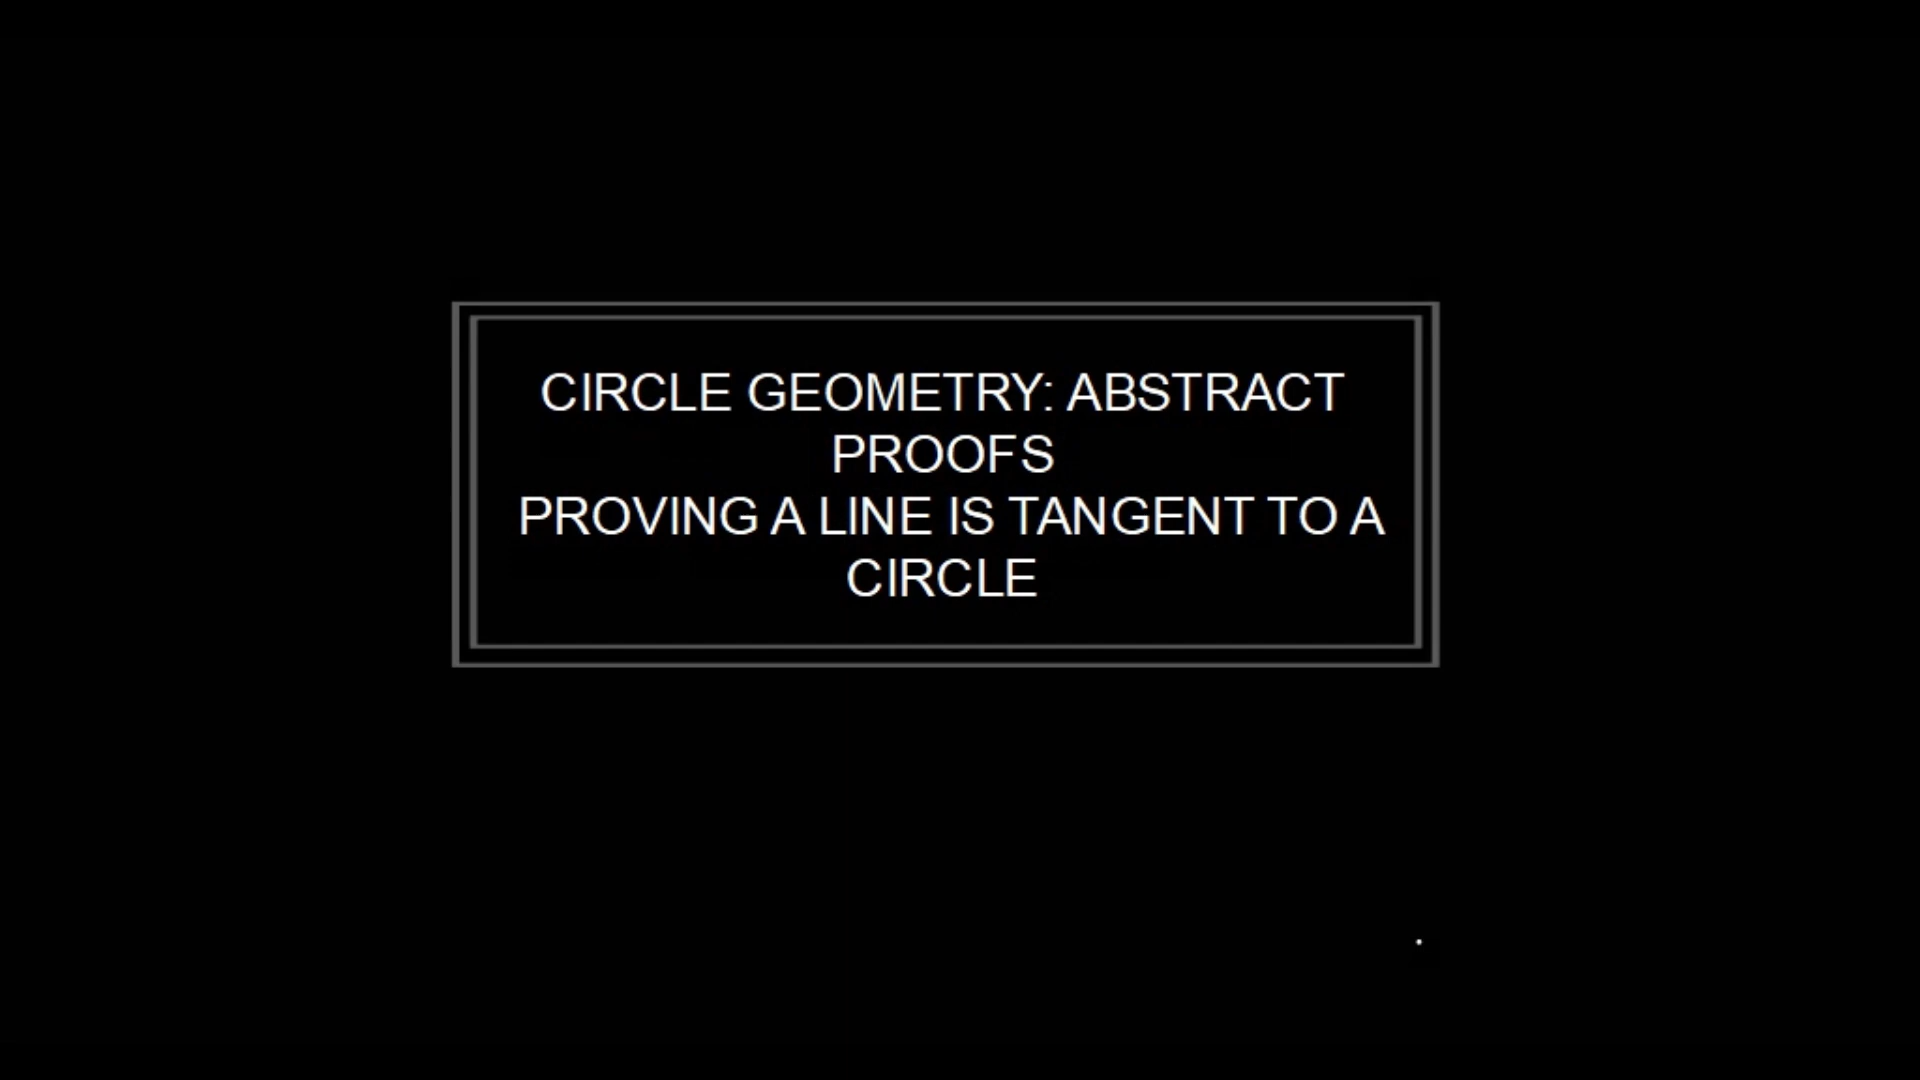 CIRCLE GEOMETRY: ABSTRACT
PROOFS
PROVING A LINE IS TANGENT TO A
CIRCLE